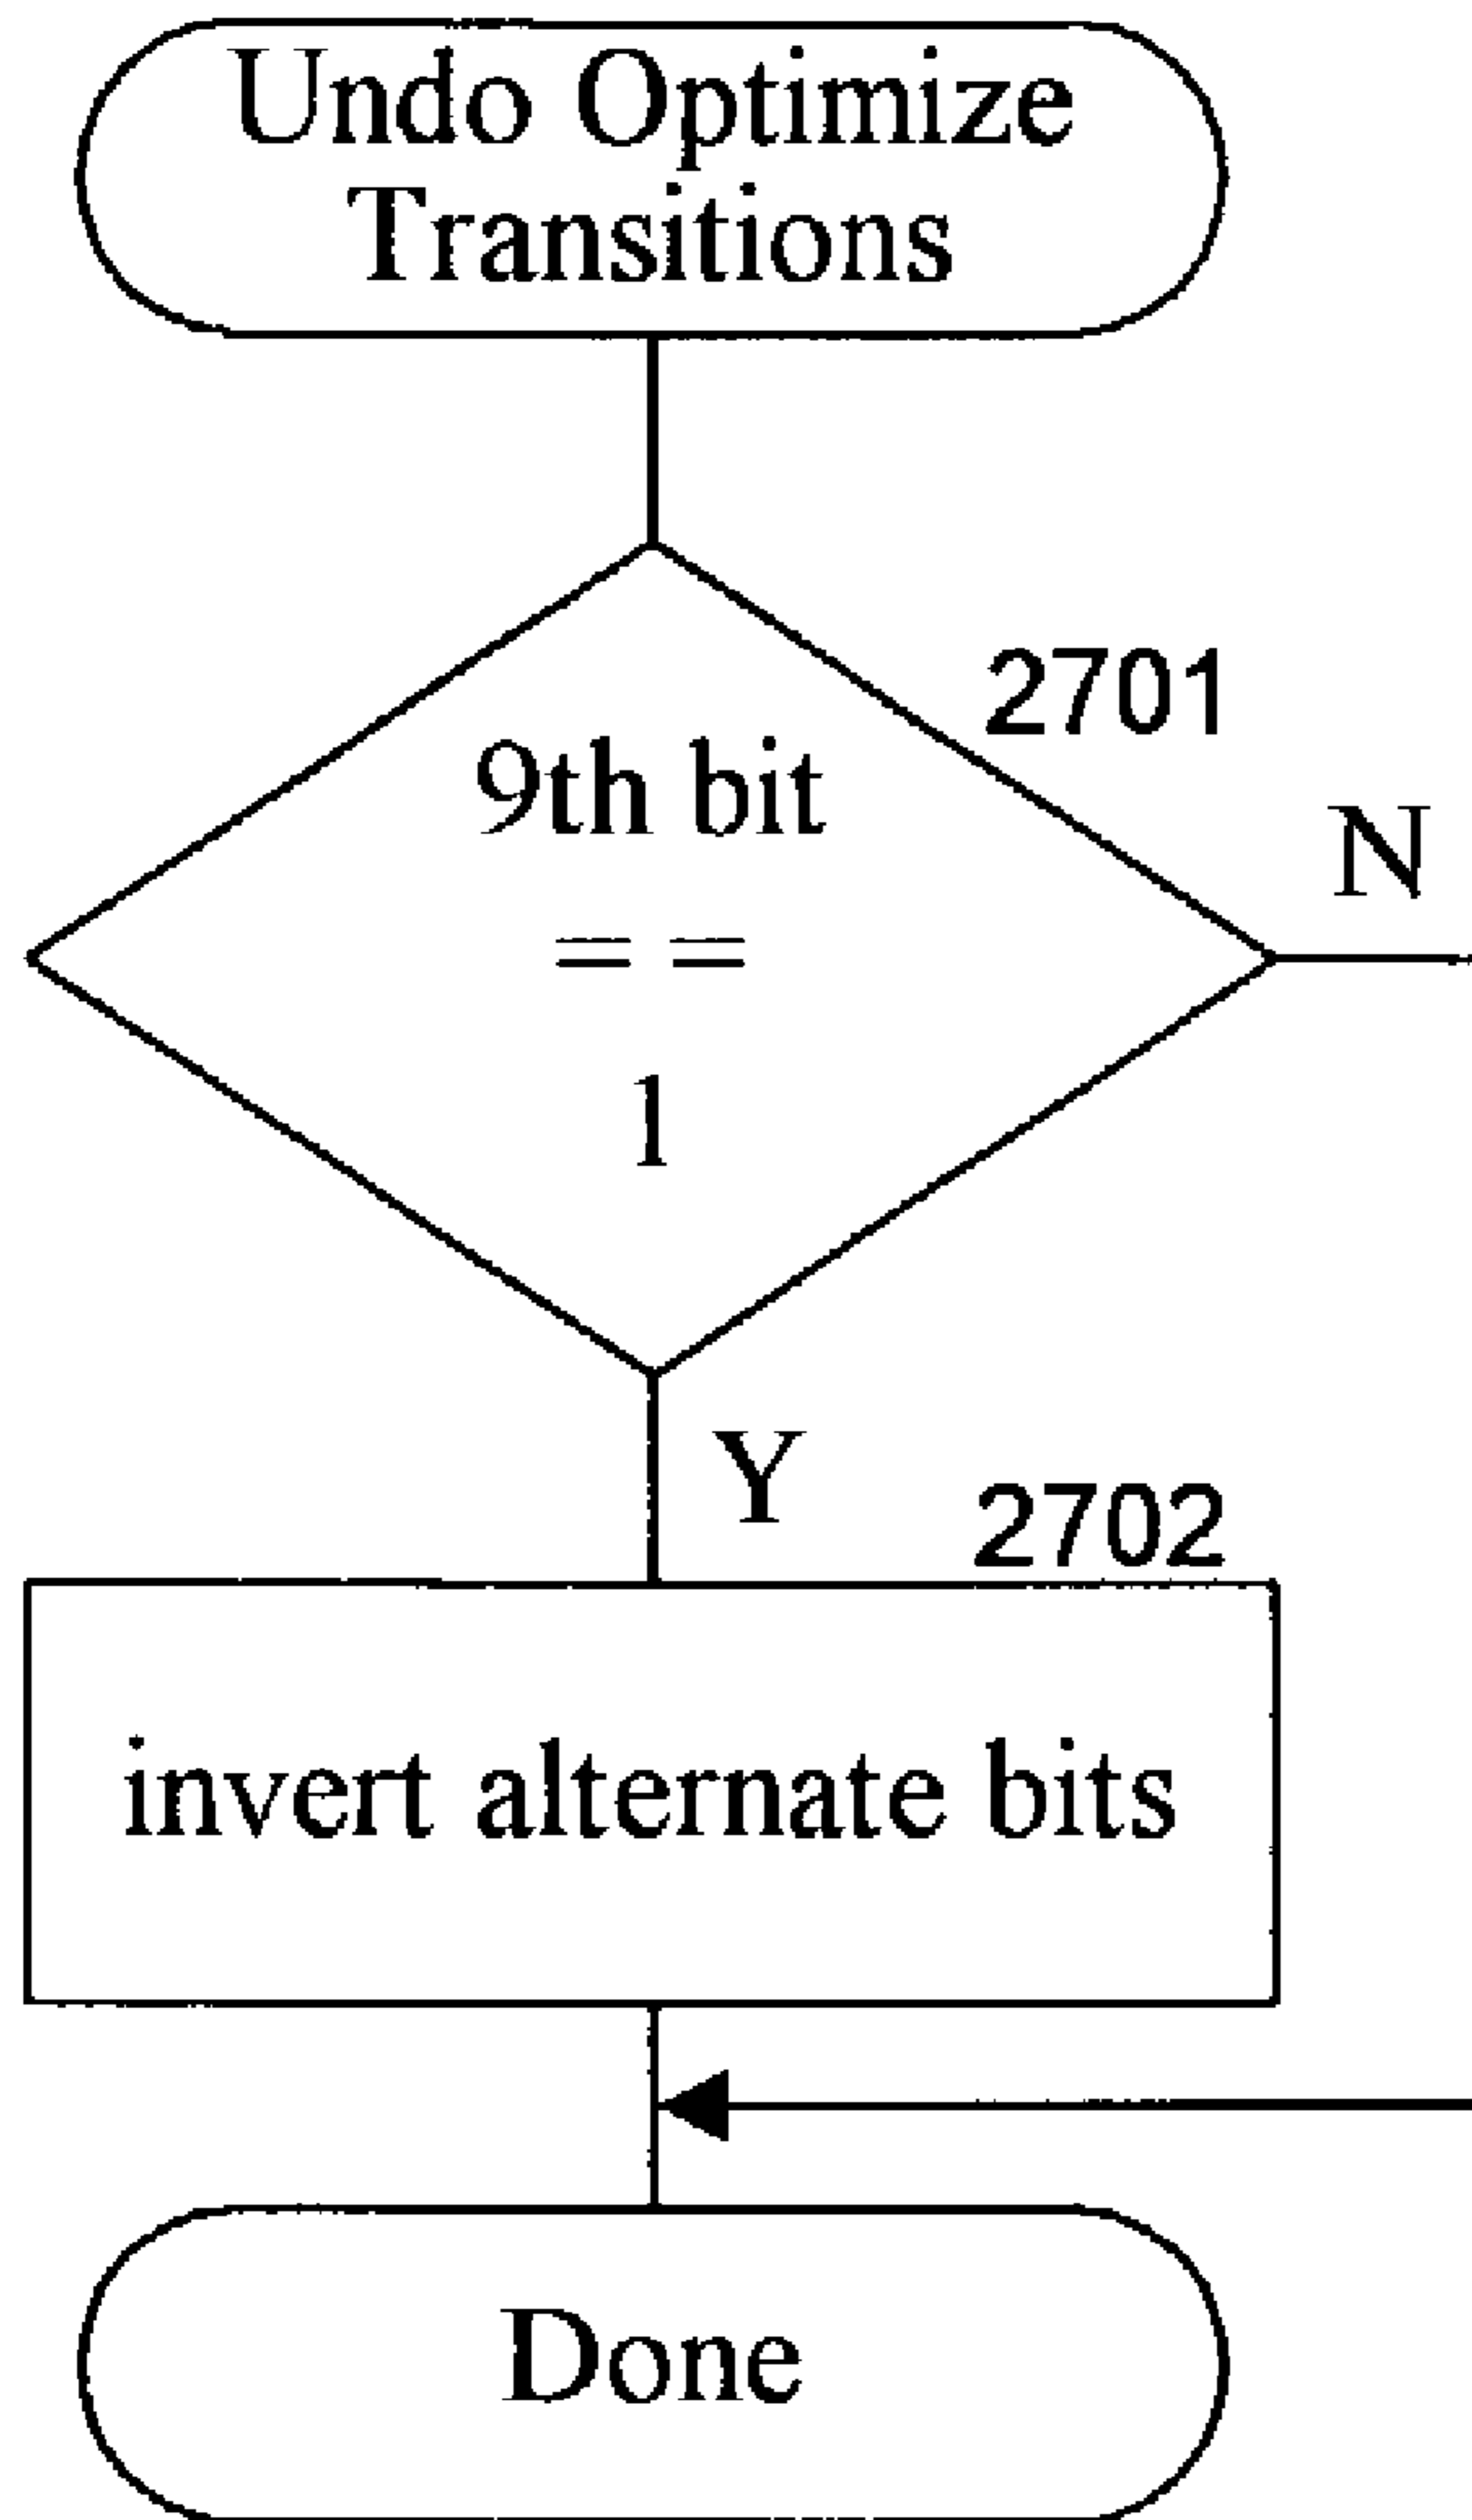 Undo Optimize
Transitions
2701
9th bit
N
==
1
Y
2702
invert alternate bits
Done